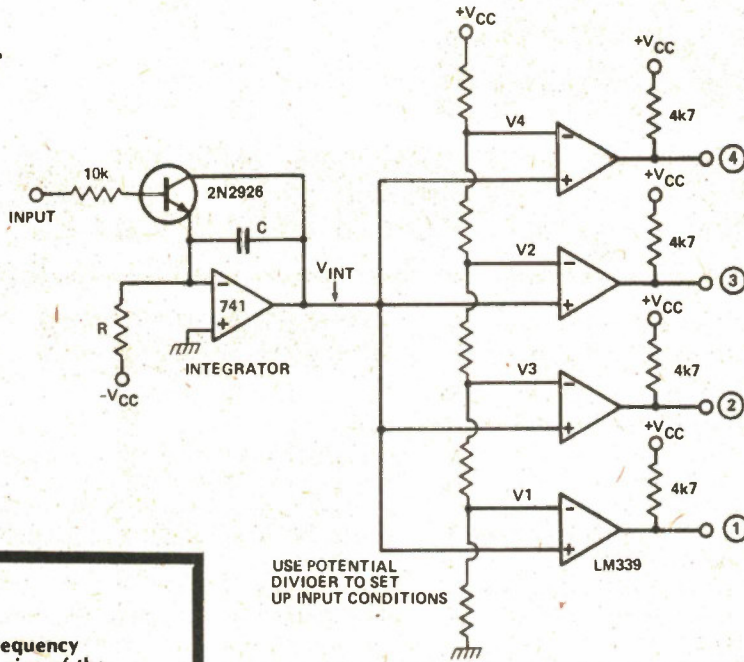 +VCC
+VCC
4k7
V4
4
10k
2N2926
INPUT
+VCC
4k7
C
V2
3
VINT
741
R
+VCC
INTEGRATOR
4k7
-VCC
V3
2
+VCC
4k7
V1
1
USE POTENTIAL
DIVIOER TO SET
UP INPUT CONDITIONS
LM339
equency